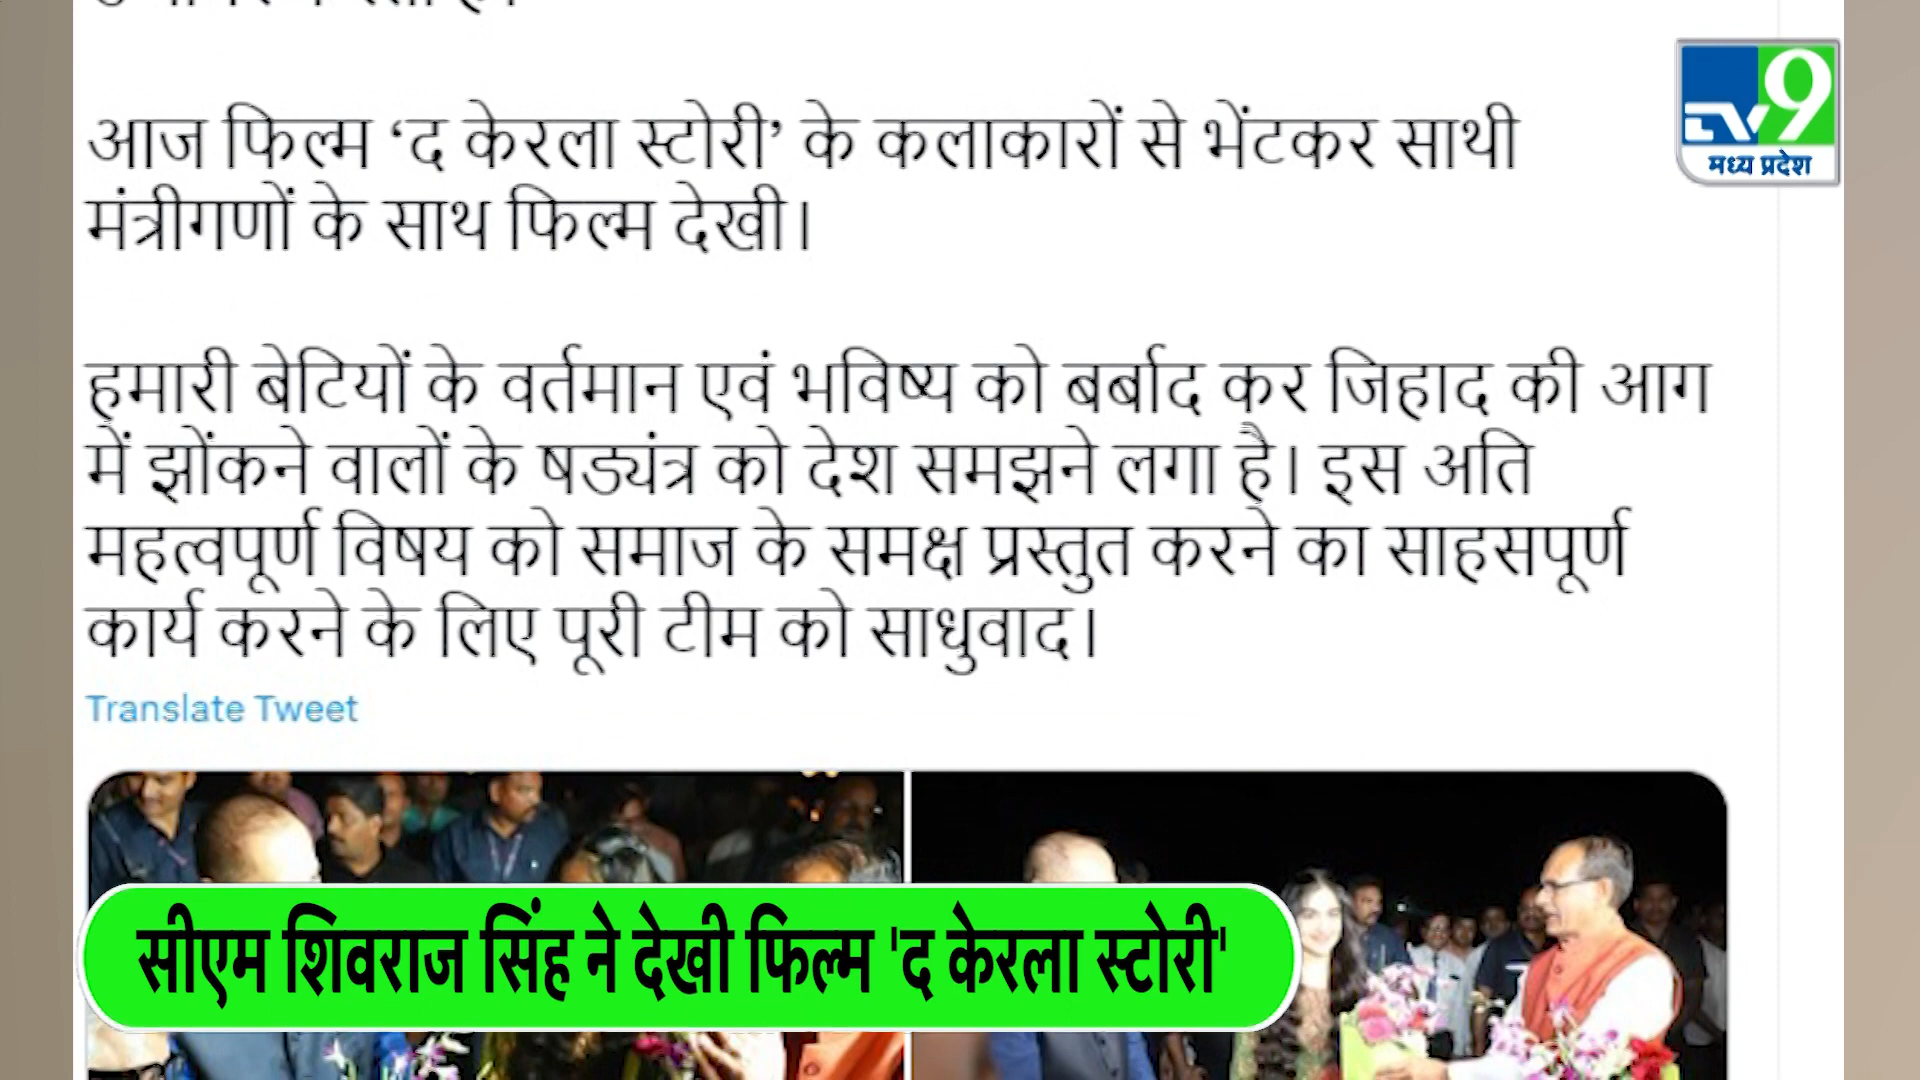 आज फिल्म ‘द केरला स्टोरी’ के कलाकारों से भेंटकर साथी
मंत्रीगणों के साथ फिल्म देखी।
हमारी बेटियों के वर्तमान एवं भविष्य को बर्बाद कर जिहाद की आग
में झोंकने वालों के षड्यंत्र को देश समझने लगा है। इस अति
महत्वपूर्ण विषय को समाज के समक्ष प्रस्तुत करने का साहसपूर्ण
कार्य करने के लिए पूरी टीम को साधुवाद।
Translate Tweet
सीएम शिवराज सिंह ने देखी फिल्म 'द केरला स्टोरी'
TV9
मध्य प्रदेश